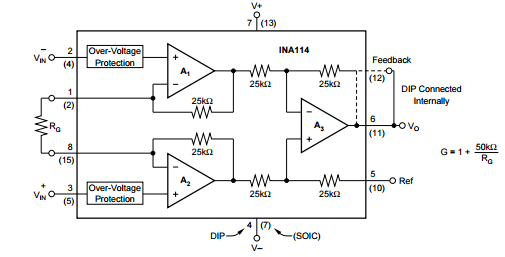 V+
7 (13)
INA114
Feedback
(12)
DIP Connected
Internally
V−IN
2
(4)
Over-Voltage
Protection
+
A1
−
25kΩ
25kΩ
1
(2)
25kΩ
RG
−
A3
+
6
(11)
VO
G = 1 + 50kΩ
RG
8
(15)
25kΩ
−
A2
+
5
(10)
Ref
V+IN
3
(5)
Over-Voltage
Protection
25kΩ
25kΩ
DIP
4 (7)
(SOIC)
V−